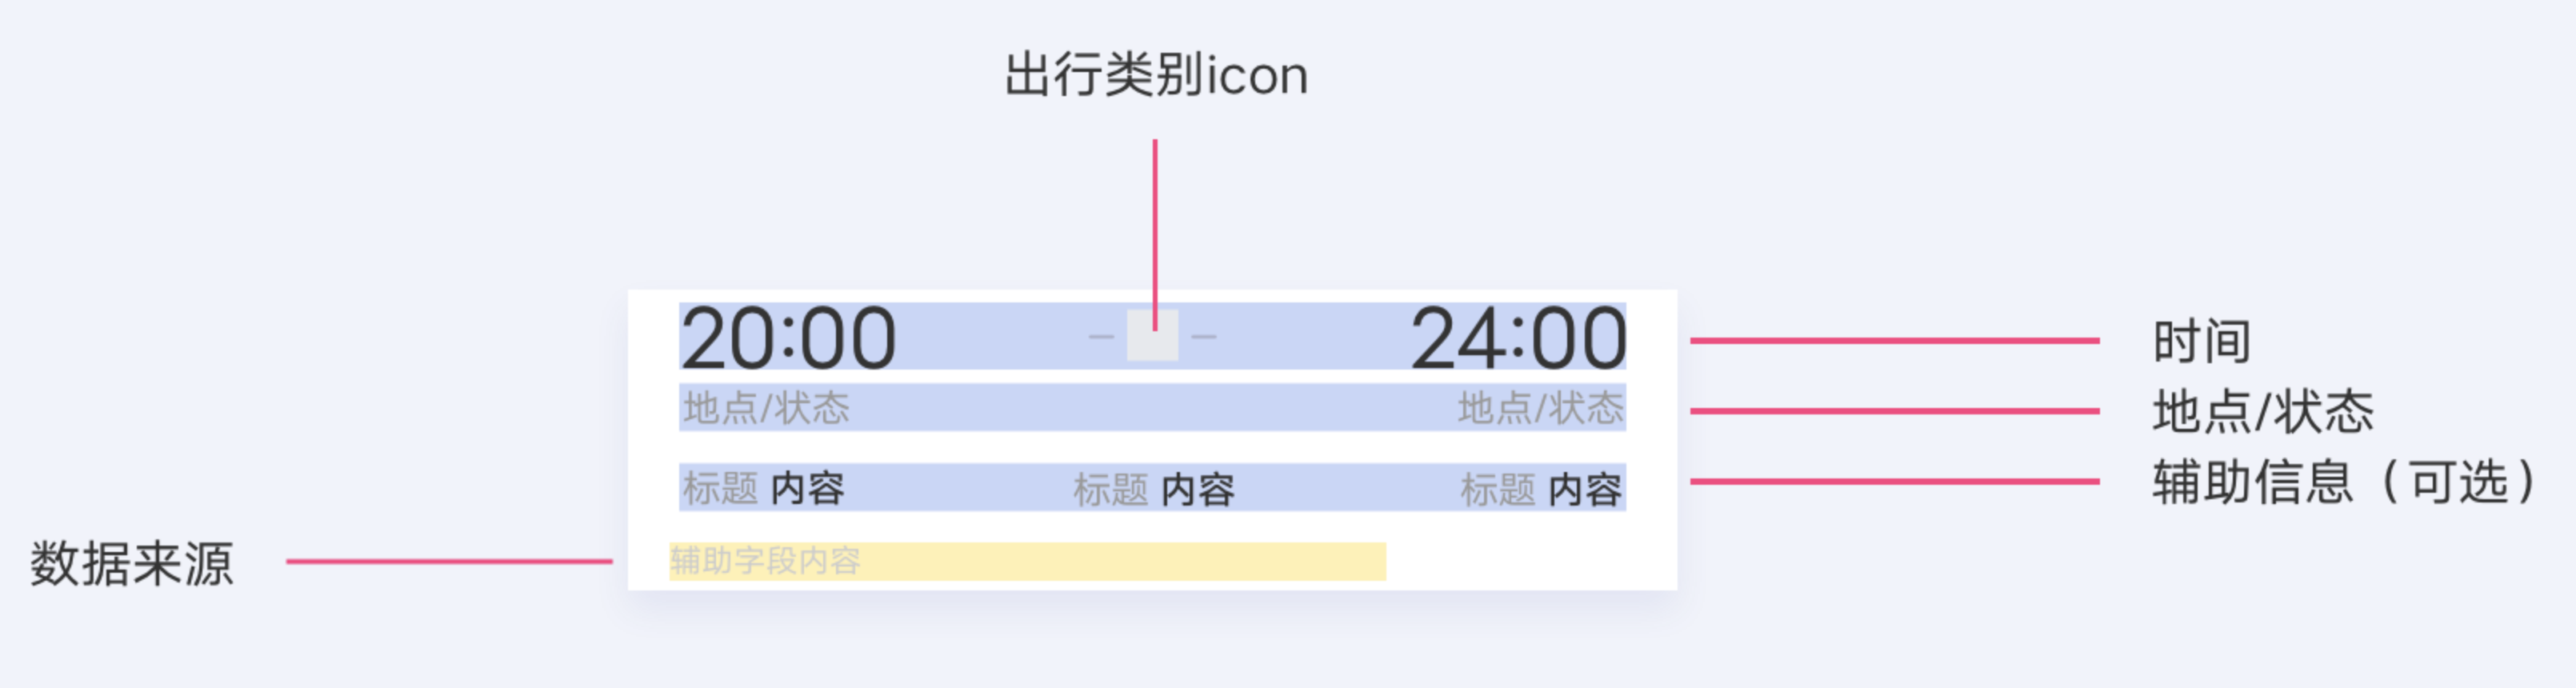 出行类别icon
20:00 - - 24:00
时间
地点/状态 地点/状态
地点/状态
标题 内容 标题 内容 标题 内容
辅助信息（可选）
数据来源
辅助字段内容